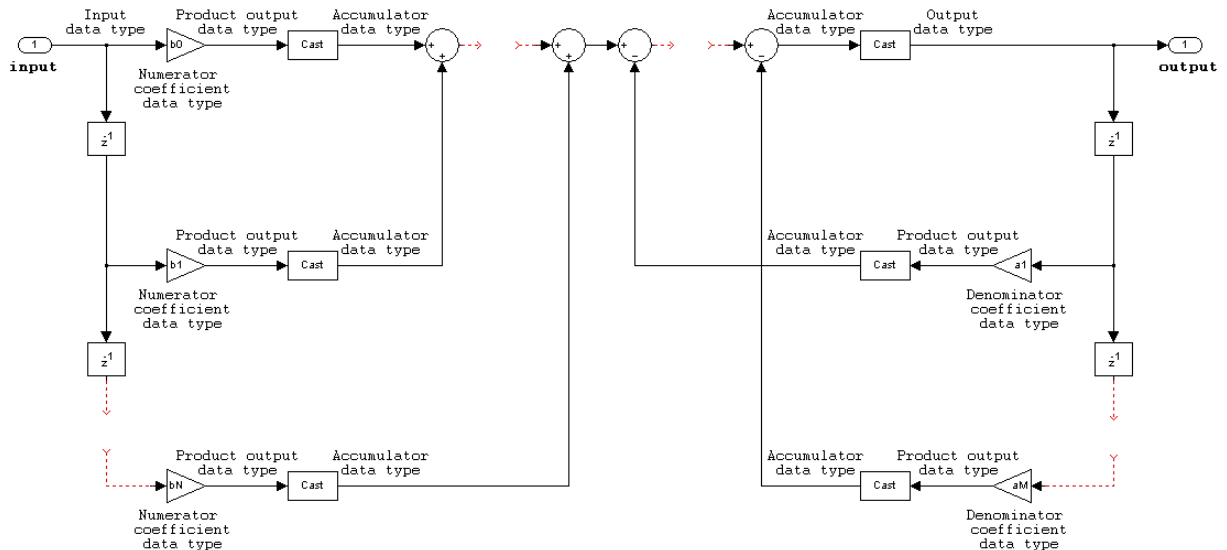 Input
data type
Product output
data type
Accumulator
data type
Accumulator
data type
Output
data type
1
input
b0
Cast
+
+
+
+
+
−
+
−
Cast
1
output
Numerator
coefficient
data type
z-1
z-1
Product output
data type
Accumulator
data type
Accumulator
data type
Product output
data type
b1
Cast
Cast
a1
Numerator
coefficient
data type
Denominator
coefficient
data type
z-1
z-1
Product output
data type
Accumulator
data type
Accumulator
data type
Product output
data type
bN
Cast
Cast
aM
Numerator
coefficient
data type
Denominator
coefficient
data type